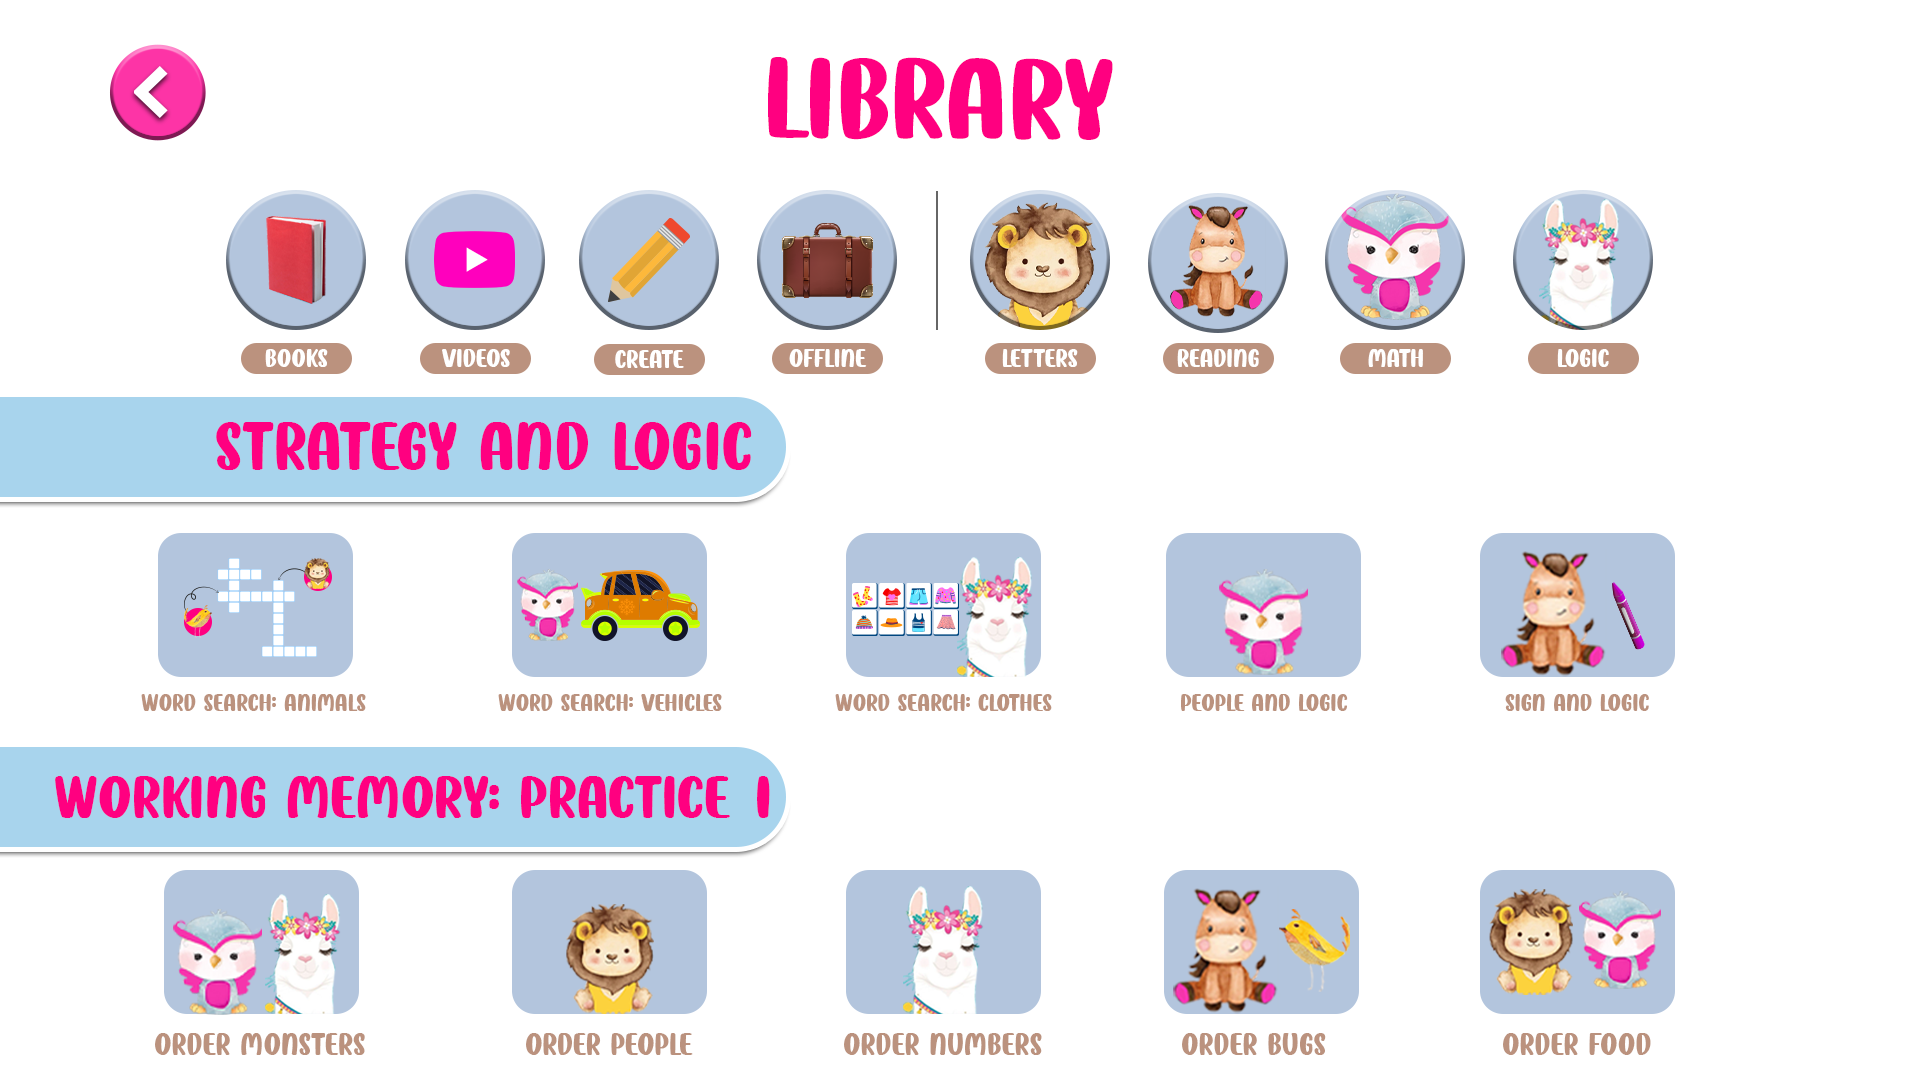 LIBRARY
BOOKS VIDEOS CREATE OFFLINE LETTERS READING MATH LOGIC
STRATEGY AND LOGIC
WORD SEARCH: ANIMALS WORD SEARCH: VEHICLES WORD SEARCH: CLOTHES PEOPLE AND LOGIC SIGN AND LOGIC
WORKING MEMORY: PRACTICE 1
ORDER MONSTERS ORDER PEOPLE ORDER NUMBERS ORDER BUGS ORDER FOOD